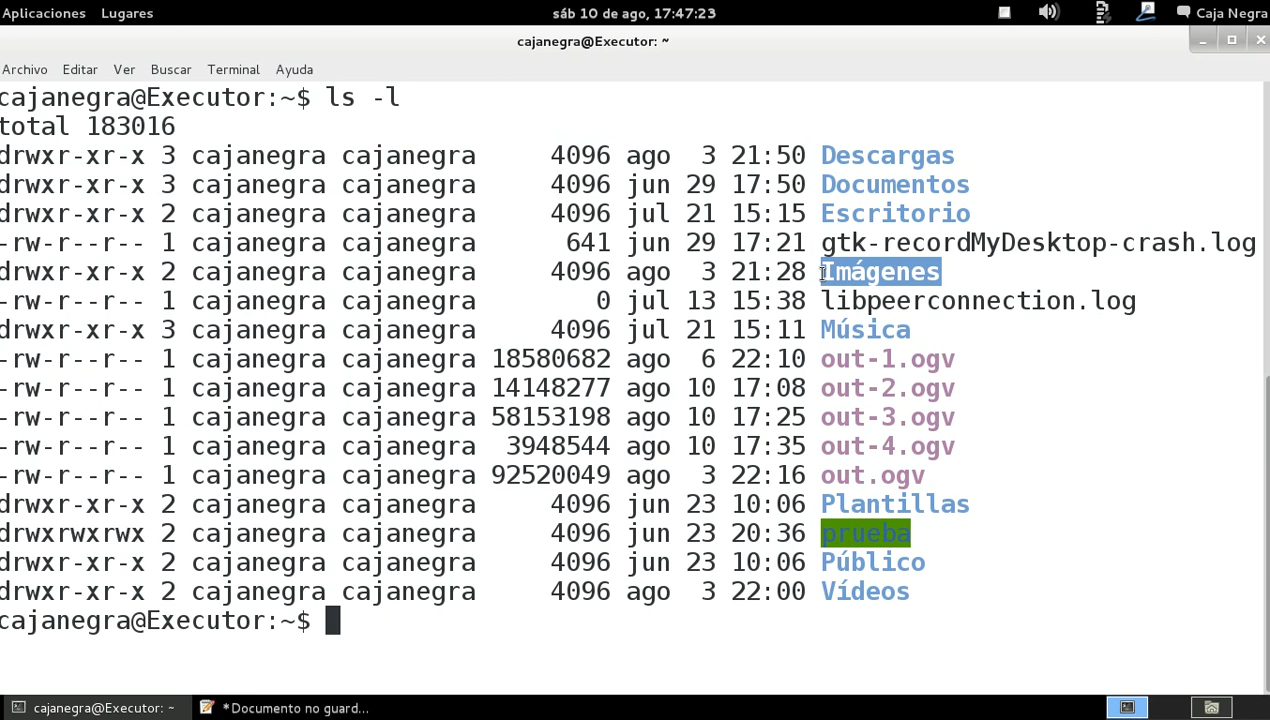 Aplicaciones Lugares sáb 10 de ago, 17:47:23 Caja Negra
cajanegra@Executor: ~
Archivo Editar Ver Buscar Terminal Ayuda
cajanegra@Executor:~$ ls -l
total 183016
drwxr-xr-x 3 cajanegra cajanegra     4096 ago  3 21:50 Descargas
drwxr-xr-x 3 cajanegra cajanegra     4096 jun 29 17:50 Documentos
drwxr-xr-x 2 cajanegra cajanegra     4096 jul 21 15:15 Escritorio
-rw-r--r-- 1 cajanegra cajanegra      641 jun 29 17:21 gtk-recordMyDesktop-crash.log
drwxr-xr-x 2 cajanegra cajanegra     4096 ago  3 21:28 Imágenes
-rw-r--r-- 1 cajanegra cajanegra        0 jul 13 15:38 libpeerconnection.log
drwxr-xr-x 3 cajanegra cajanegra     4096 jul 21 15:11 Música
-rw-r--r-- 1 cajanegra cajanegra 18580682 ago  6 22:10 out-1.ogv
-rw-r--r-- 1 cajanegra cajanegra 14148277 ago 10 17:08 out-2.ogv
-rw-r--r-- 1 cajanegra cajanegra 58153198 ago 10 17:25 out-3.ogv
-rw-r--r-- 1 cajanegra cajanegra  3948544 ago 10 17:35 out-4.ogv
-rw-r--r-- 1 cajanegra cajanegra 92520049 ago  3 22:16 out.ogv
drwxr-xr-x 2 cajanegra cajanegra     4096 jun 23 10:06 Plantillas
drwxrwxrwx 2 cajanegra cajanegra     4096 jun 23 20:36 prueba
drwxr-xr-x 2 cajanegra cajanegra     4096 jun 23 10:06 Público
drwxr-xr-x 2 cajanegra cajanegra     4096 ago  3 22:00 Vídeos
cajanegra@Executor:~$
cajanegra@Executor: ~ *Documento no guard...